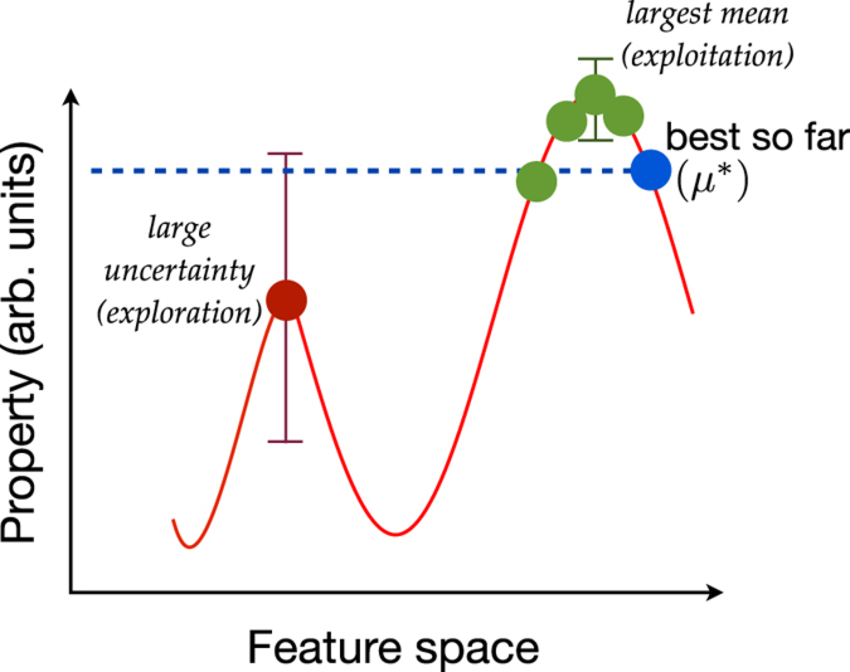 largest mean
(exploitation)
best so far
(μ*)
large
uncertainty
(exploration)
Property (arb. units)
Feature space